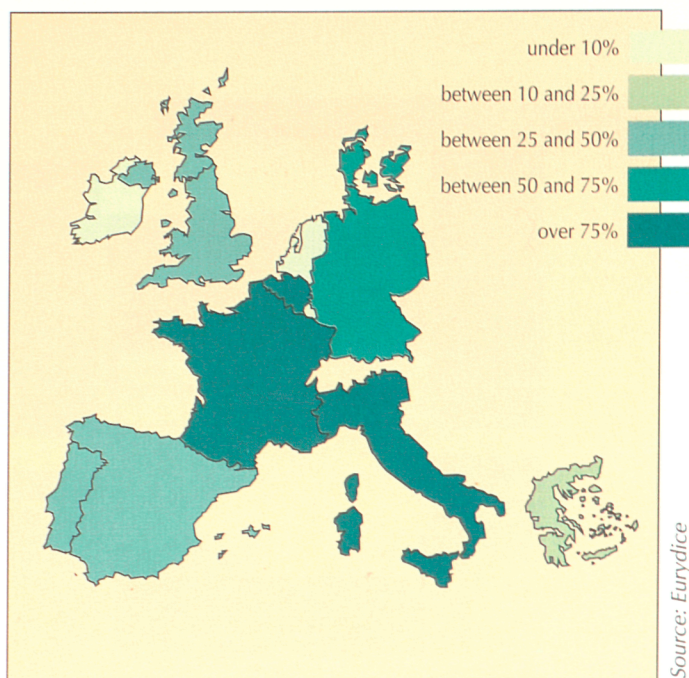 under 10%
between 10 and 25%
between 25 and 50%
between 50 and 75%
over 75%
Source: Eurydice